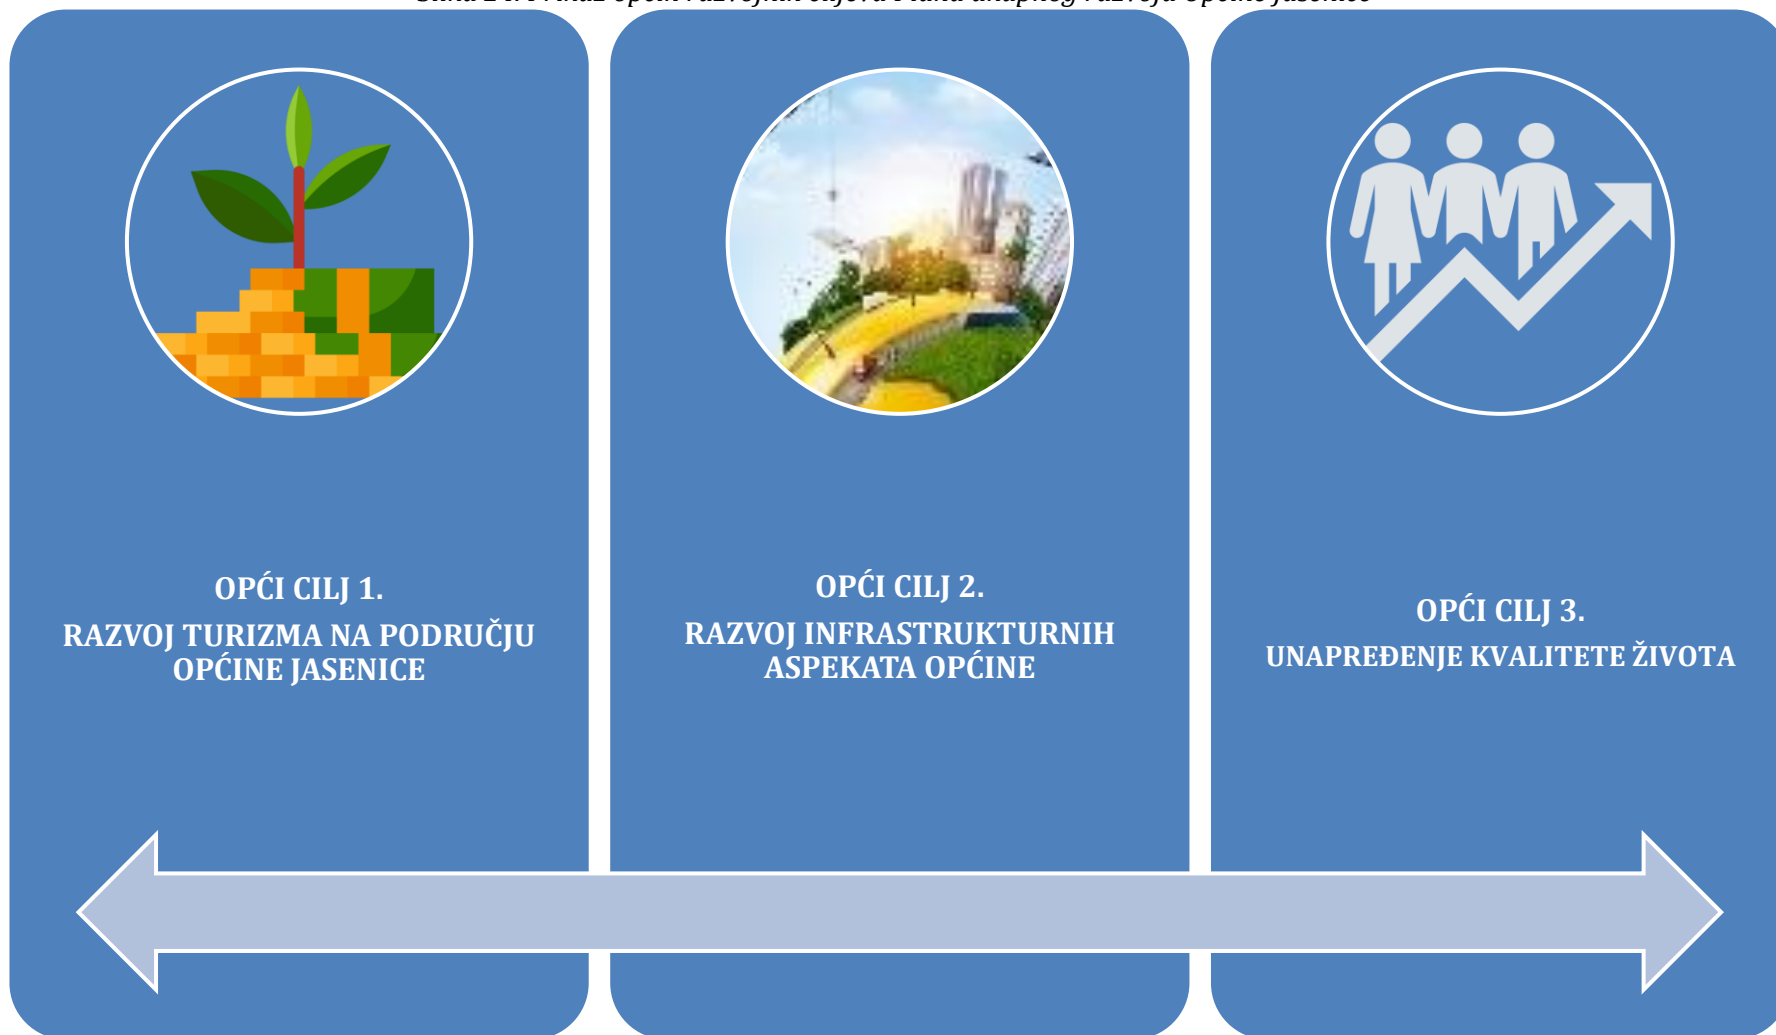 OPĆI CILJ 1.
RAZVOJ TURIZMA NA PODRUČJU
OPĆINE JASENICE
OPĆI CILJ 2.
RAZVOJ INFRASTRUKTURNIH
ASPEKATA OPĆINE
OPĆI CILJ 3.
UNAPREĐENJE KVALITETE ŽIVOTA